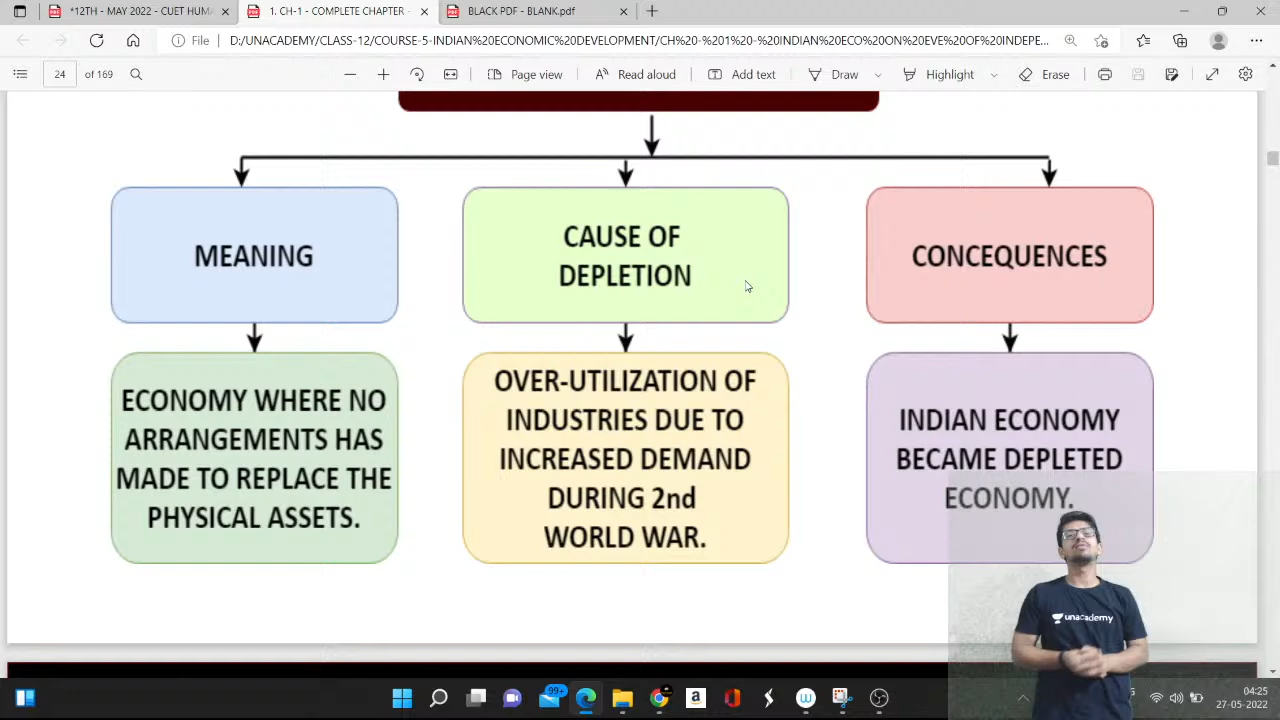 *12TH - MAY 2022 - CUET HUMA
1. CH-1 - COMPLETE CHAPTER -
BLACK PDF - BLANK.pdf
File
D:/UNACADEMY/CLASS-12/COURSE-5-INDIAN%20ECONOMIC%20DEVELOPMENT/CH%20-%201%20-%20INDIAN%20ECO%20ON%20EVE%20OF%20INDEPE...
24 of 169
Page view
Read aloud
Add text
Draw
Highlight
Erase
MEANING
CAUSE OF
DEPLETION
CONCEQUENCES
ECONOMY WHERE NO
ARRANGEMENTS HAS
MADE TO REPLACE THE
PHYSICAL ASSETS.
OVER-UTILIZATION OF
INDUSTRIES DUE TO
INCREASED DEMAND
DURING 2nd
WORLD WAR.
INDIAN ECONOMY
BECAME DEPLETED
ECONOMY.
unacademy
99+
04:25
27-05-2022